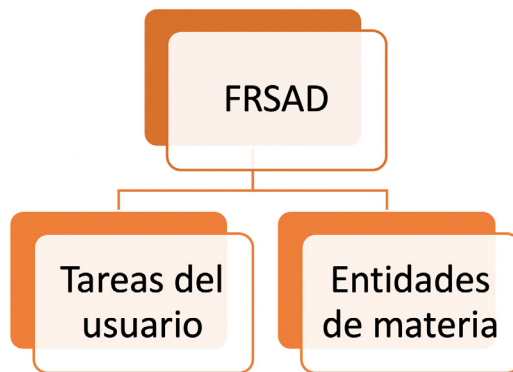 FRSAD
Tareas del
usuario
Entidades
de materia